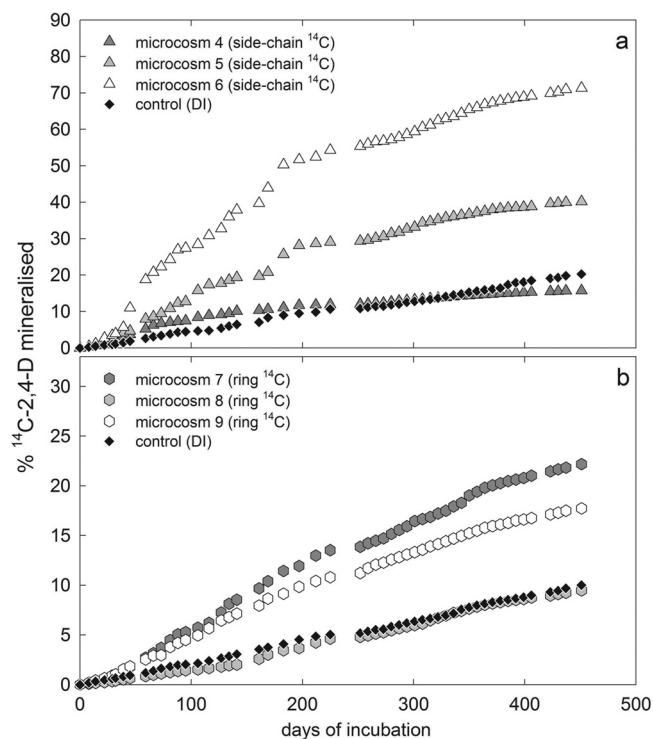 90
80
70
60
50
40
30
20
10
0
a
microcosm 4 (side-chain ¹⁴C)
microcosm 5 (side-chain ¹⁴C)
microcosm 6 (side-chain ¹⁴C)
control (DI)
% ¹⁴C-2,4-D mineralised
30
25
20
15
10
5
0
b
microcosm 7 (ring ¹⁴C)
microcosm 8 (ring ¹⁴C)
microcosm 9 (ring ¹⁴C)
control (DI)
0 100 200 300 400 500
days of incubation